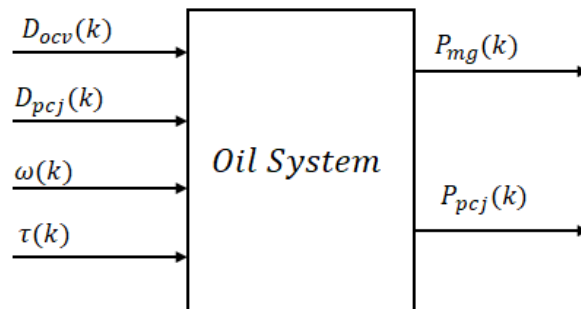 D_ocv(k)
D_pcj(k)
ω(k)
τ(k)
Oil System
P_mg(k)
P_pcj(k)